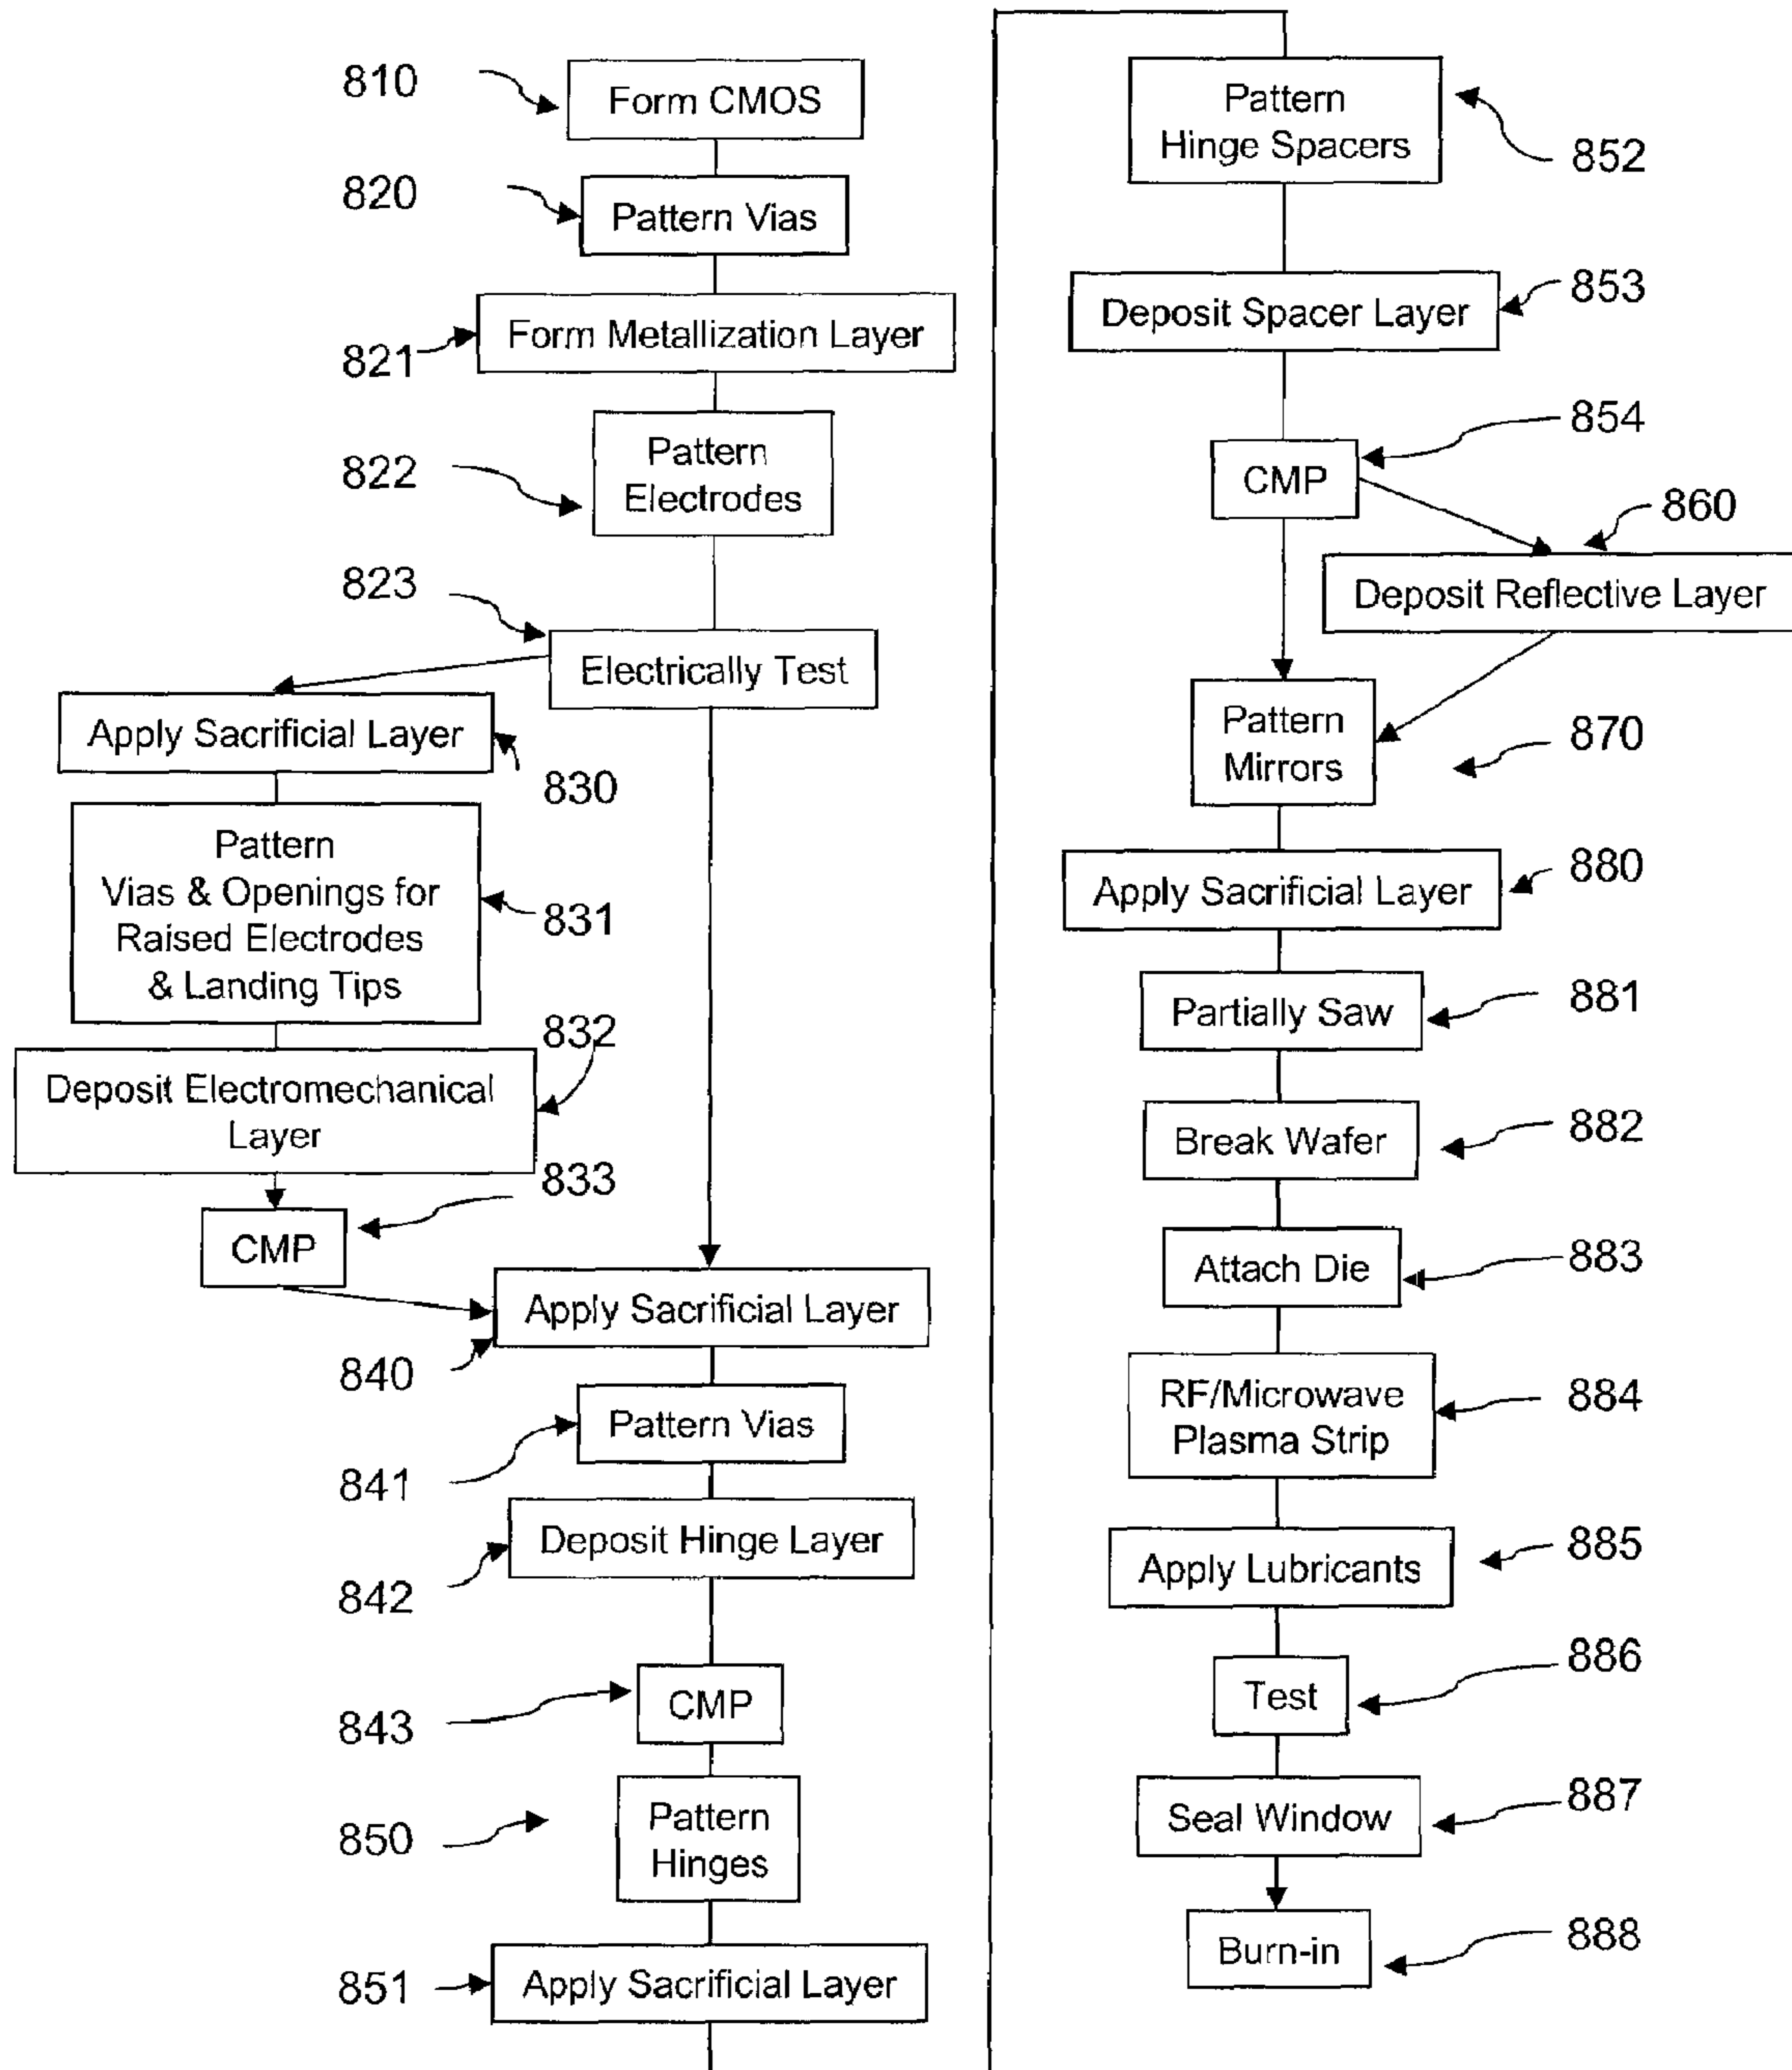 810
Form CMOS
820
Pattern Vias
821
Form Metallization Layer
822
Pattern
Electrodes
823
Electrically Test
Apply Sacrificial Layer
830
Pattern
Vias & Openings for
Raised Electrodes
& Landing Tips
831
832
Deposit Electromechanical
Layer
833
CMP
Apply Sacrificial Layer
840
Pattern Vias
841
Deposit Hinge Layer
842
CMP
843
Pattern
Hinges
850
Apply Sacrificial Layer
851
Pattern
Hinge Spacers
852
Deposit Spacer Layer
853
854
CMP
860
Deposit Reflective Layer
Pattern
Mirrors
870
Apply Sacrificial Layer
880
Partially Saw
881
Break Wafer
882
Attach Die
883
RF/Microwave
Plasma Strip
884
Apply Lubricants
885
Test
886
Seal Window
887
Burn-in
888